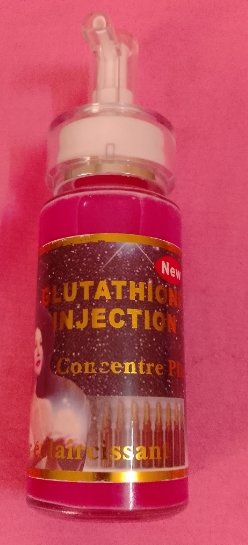 New
GLUTATHIONE
INJECTION
Concentre
éclaircissant